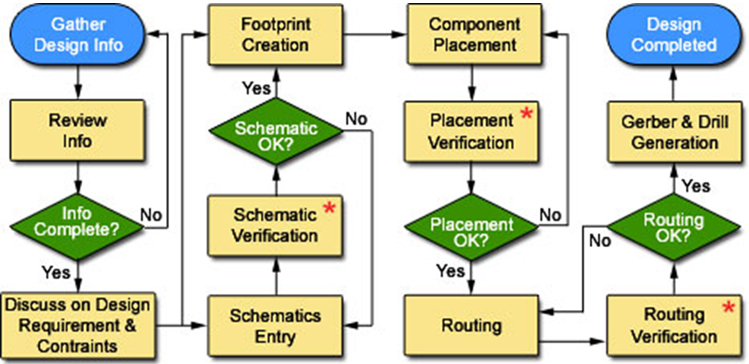 Gather
Design Info
Review
Info
Info
Complete?
No
Yes
Discuss on Design
Requirement &
Contraints
Footprint
Creation
Yes
Schematic
OK?
No
Schematic *
Verification
Schematics
Entry
Component
Placement
Placement *
Verification
Placement
OK?
No
Yes
Routing
Design
Completed
Gerber & Drill
Generation
Yes
Routing
OK?
No
Routing *
Verification